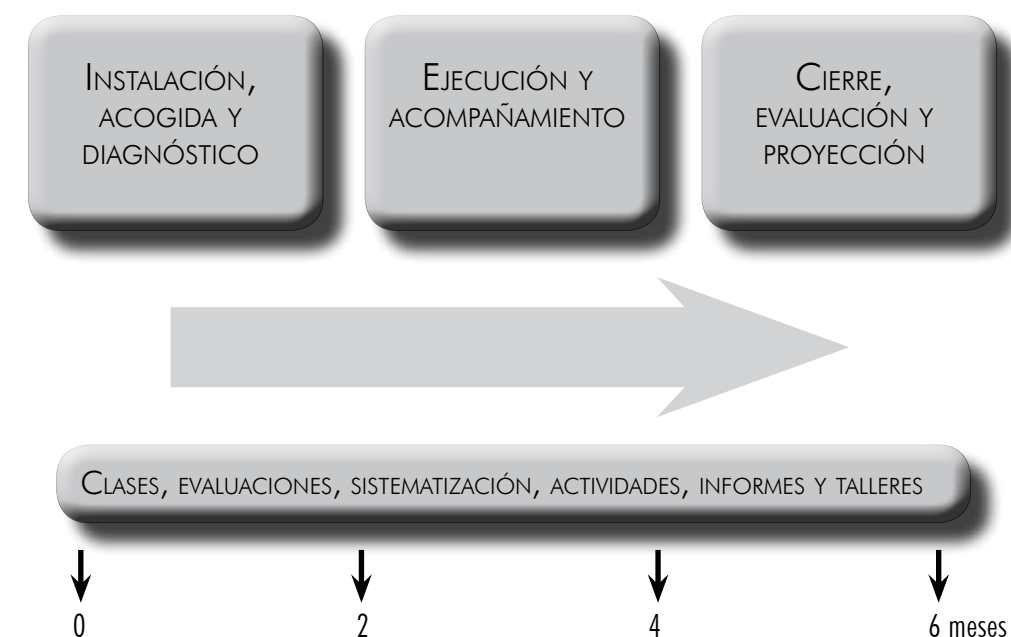 Instalación,
acogida y
diagnóstico
Ejecución y
acompañamiento
Cierre,
evaluación y
proyección
Clases, evaluaciones, sistematización, actividades, informes y talleres
0 2 4 6 meses